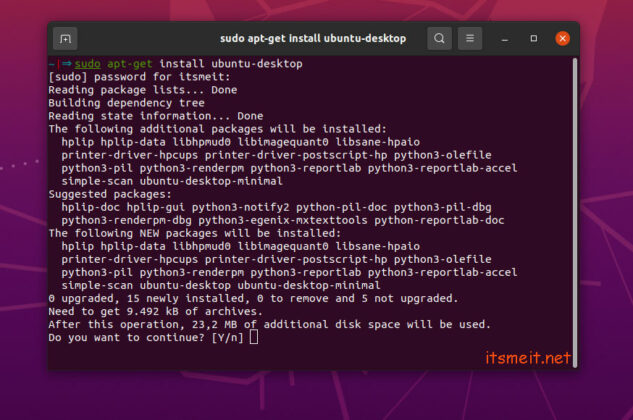 sudo apt-get install ubuntu-desktop
~|⇒ sudo apt-get install ubuntu-desktop
[sudo] password for itsmeit:
Reading package lists... Done
Building dependency tree
Reading state information... Done
The following additional packages will be installed:
hplip hplip-data libhpmud0 libimagequant0 libsane-hpaio
printer-driver-hpcups printer-driver-postscript-hp python3-olefile
python3-pil python3-renderpm python3-reportlab python3-reportlab-accel
simple-scan ubuntu-desktop-minimal
Suggested packages:
hplip-doc hplip-gui python3-notify2 python-pil-doc python3-pil-dbg
python3-renderpm-dbg python3-egenix-mxtexttools python-reportlab-doc
The following NEW packages will be installed:
hplip hplip-data libhpmud0 libimagequant0 libsane-hpaio
printer-driver-hpcups printer-driver-postscript-hp python3-olefile
python3-pil python3-renderpm python3-reportlab python3-reportlab-accel
simple-scan ubuntu-desktop ubuntu-desktop-minimal
0 upgraded, 15 newly installed, 0 to remove and 5 not upgraded.
Need to get 9.492 kB of archives.
After this operation, 23,2 MB of additional disk space will be used.
Do you want to continue? [Y/n]
itsmeit.net